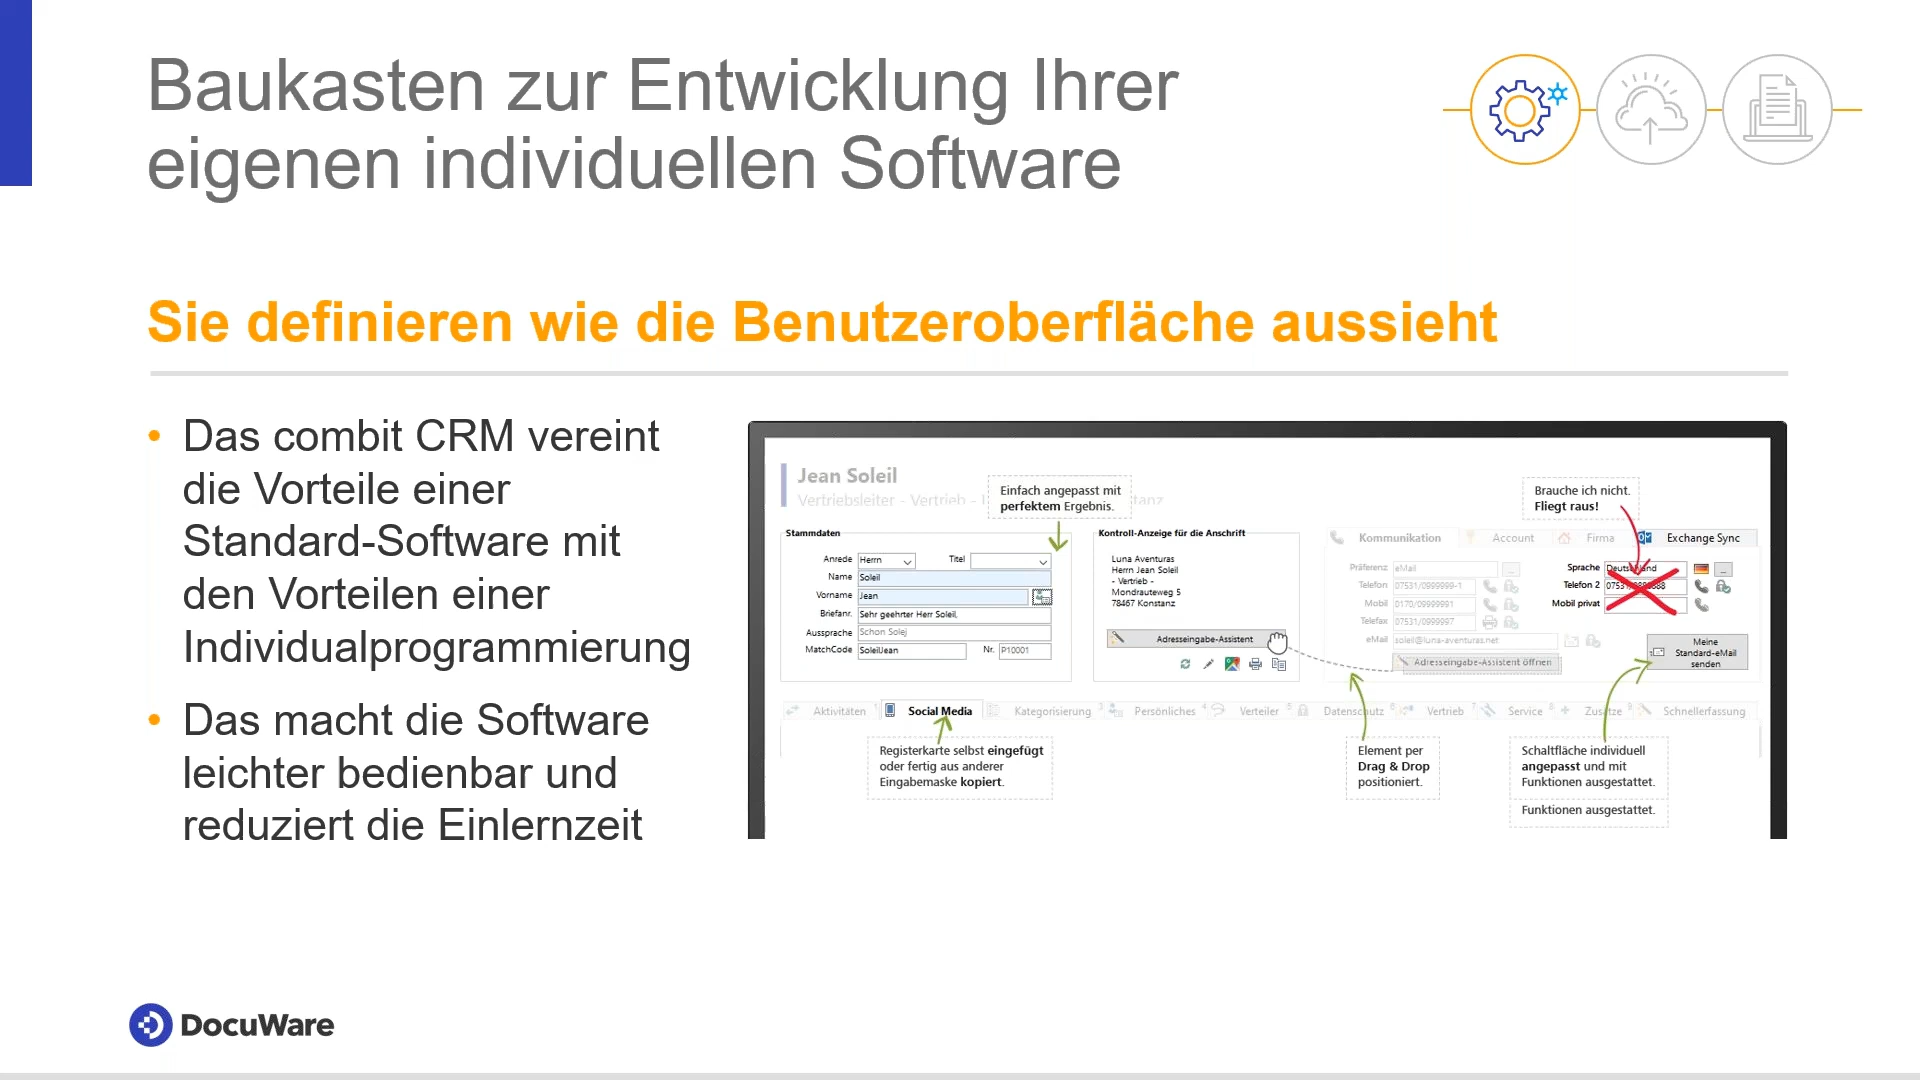 Baukasten zur Entwicklung Ihrer
eigenen individuellen Software
Sie definieren wie die Benutzeroberfläche aussieht
• Das combit CRM vereint
die Vorteile einer
Standard-Software mit
den Vorteilen einer
Individualprogrammierung
• Das macht die Software
leichter bedienbar und
reduziert die Einlernzeit
Jean Soleil
Vertriebsleiter - Vertrieb -
Einfach angepasst mit
perfektem Ergebnis.
Brauche ich nicht.
Fliegt raus!
Stammdaten
Anrede Herrn Titel
Name Soleil
Vorname Jean
Briefanr. Sehr geehrter Herr Soleil,
Aussprache Schon Solej
MatchCode SoleilJean Nr. P10001
Kontroll-Anzeige für die Anschrift
Luna Aventuras
Herrn Jean Soleil
- Vertrieb -
Mondrauteweg 5
78467 Konstanz
Adresseingabe-Assistent
Kommunikation Account Firma Exchange Sync
Präferenz eMail ...
Telefon 07531/0999999-1
Mobil 0170/09999991
Telefax 07531/0999997
eMail soleil@luna-aventuras.net
Adresseingabe-Assistent öffnen
Sprache Deutschland ...
Telefon 2
Mobil privat
Meine
Standard-eMail
senden
Aktivitäten 1 Social Media Kategorisierung 3 Persönliches 4 Verteiler 5 Datenschutz 6 Vertrieb 7 Service 8 Zusätze 9 Schnellerfassung
Registerkarte selbst eingefügt
oder fertig aus anderer
Eingabemaske kopiert.
Element per
Drag & Drop
positioniert.
Schaltfläche individuell
angepasst und mit
Funktionen ausgestattet.
Funktionen ausgestattet.
DocuWare